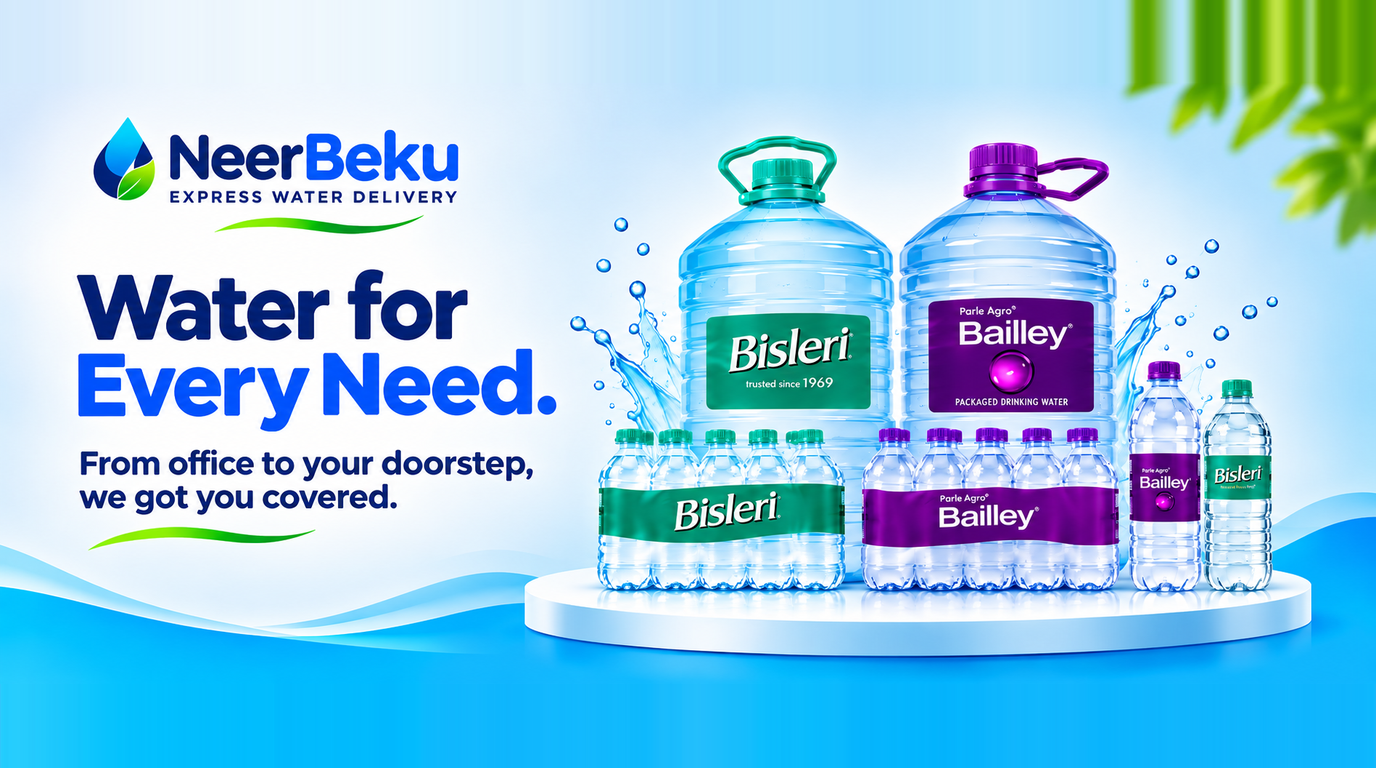 NeerBeku
EXPRESS WATER DELIVERY
Water for
Every Need.
From office to your doorstep,
we got you covered.
Bisleri
trusted since 1969
Parle Agro®
Bailley®
PACKAGED DRINKING WATER
Bisleri
Parle Agro®
Bailley®
Parle Agro®
Bailley®
Bisleri